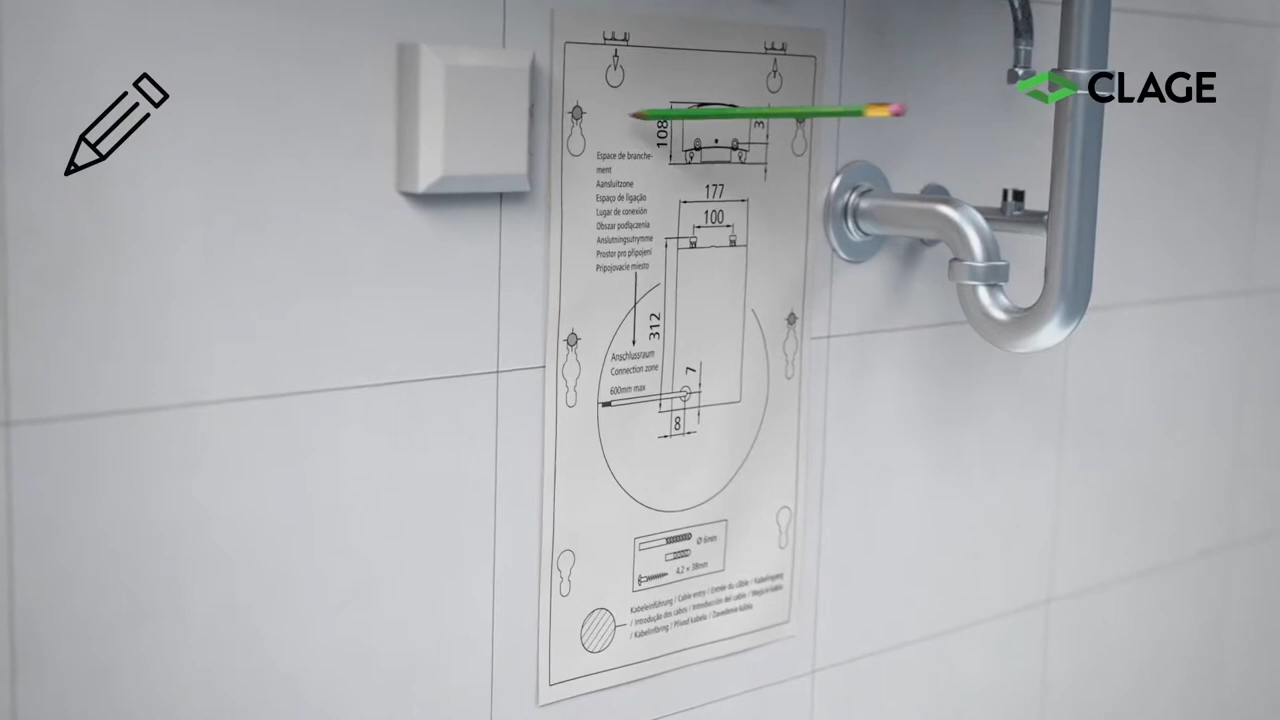 CLAGE
108
3
Espace de branche-
ment
Aansluitzone
Espaço de ligação
Lugar de conexión
Obszar podłączenia
Anslutningsutrymme
Prostor pro připojení
Pripojovacie miesto
177
100
312
Anschlussraum
Connection zone
600mm max
7
8
Ø 6mm
4,2 × 38mm
Kabeleinführung / Cable entry / Entrée du câble / Kabelingang
/ Introdução dos cabos / Introducción del cable / Wejście kabla
/ Kabelinföring / Přívod kabelu / Zavedenie kábla